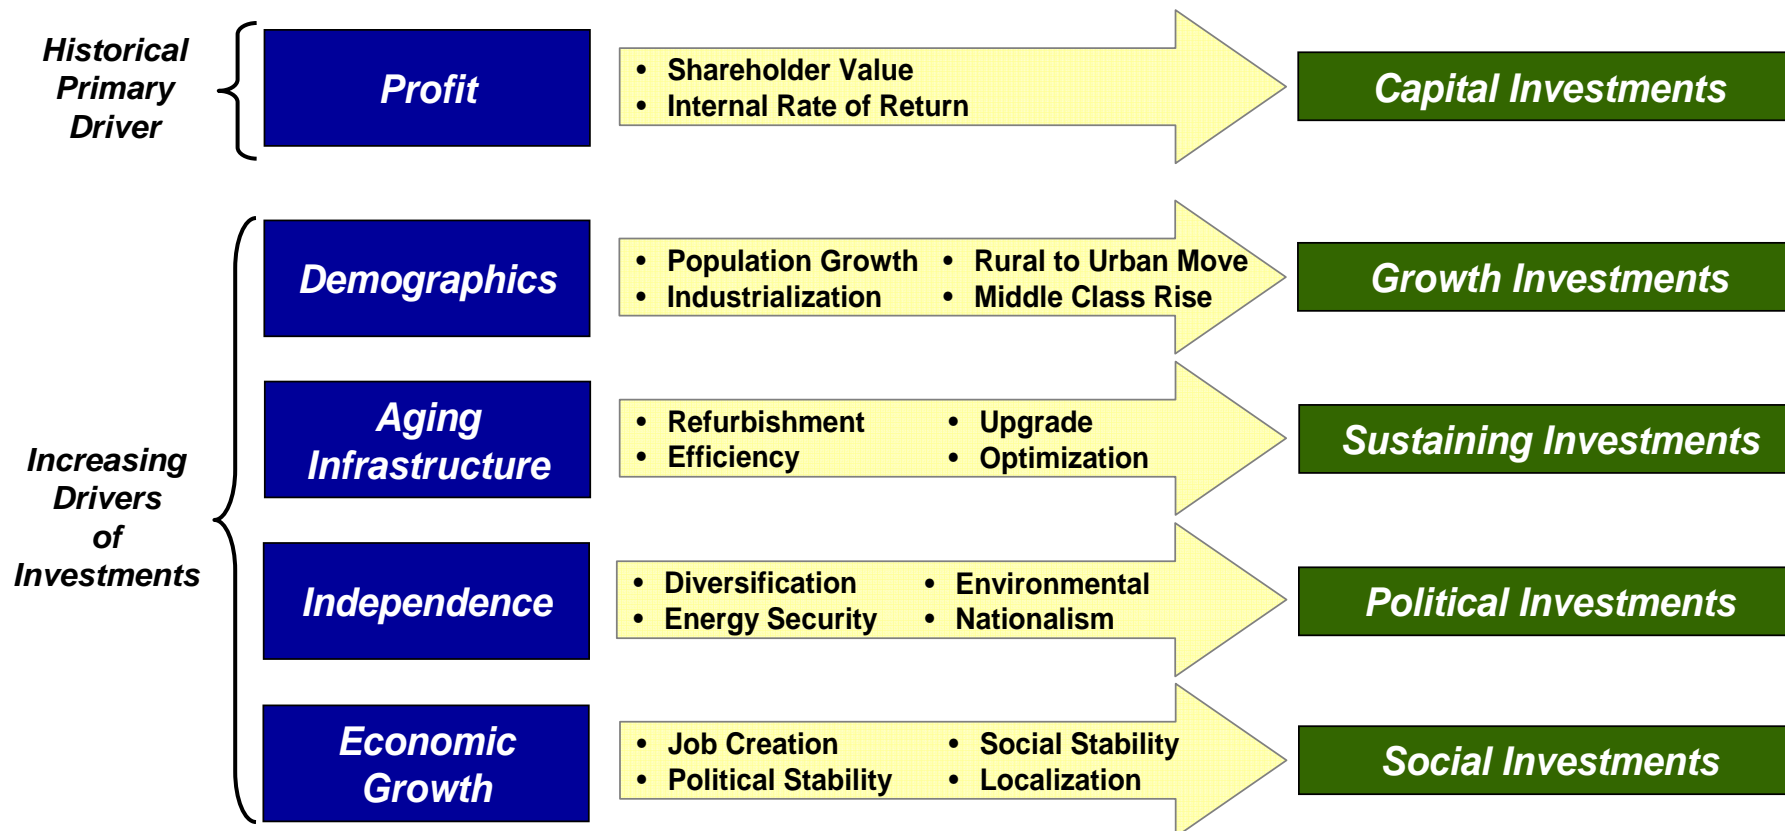 Historical
Primary
Driver
Profit
• Shareholder Value
• Internal Rate of Return
Capital Investments
Increasing
Drivers
of
Investments
Demographics
• Population Growth • Rural to Urban Move
• Industrialization • Middle Class Rise
Growth Investments
Aging
Infrastructure
• Refurbishment • Upgrade
• Efficiency • Optimization
Sustaining Investments
Independence
• Diversification • Environmental
• Energy Security • Nationalism
Political Investments
Economic
Growth
• Job Creation • Social Stability
• Political Stability • Localization
Social Investments